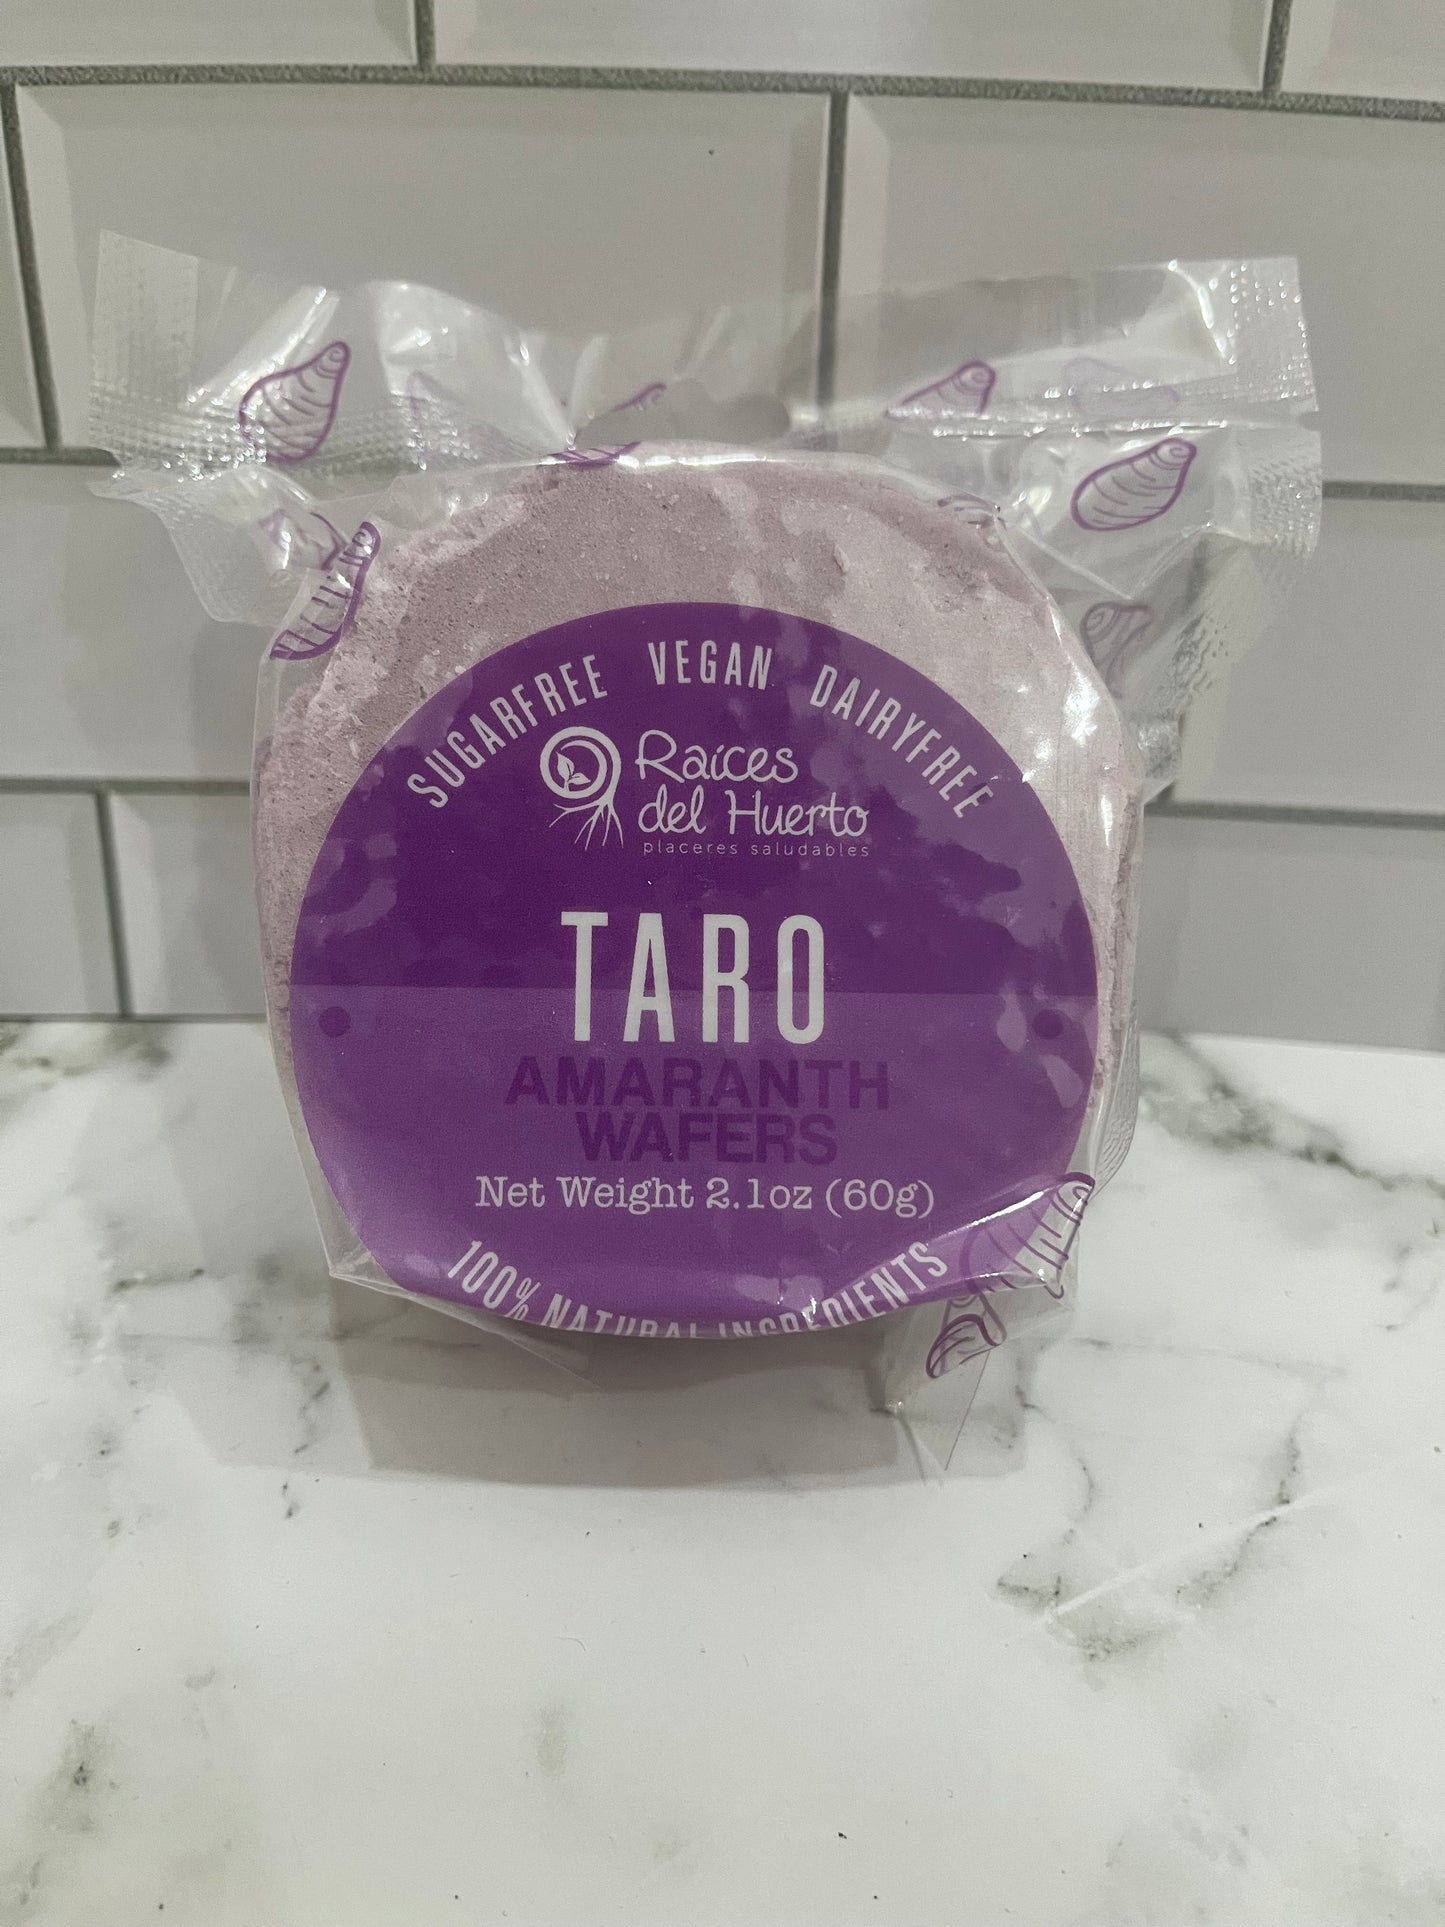 SUGARFREE VEGAN DAIRYFREE
Raíces
del Huerto
placeres saludables
TARO
AMARANTH
WAFERS
Net Weight 2.1oz (60g)
100% NATURAL INGREDIENTS